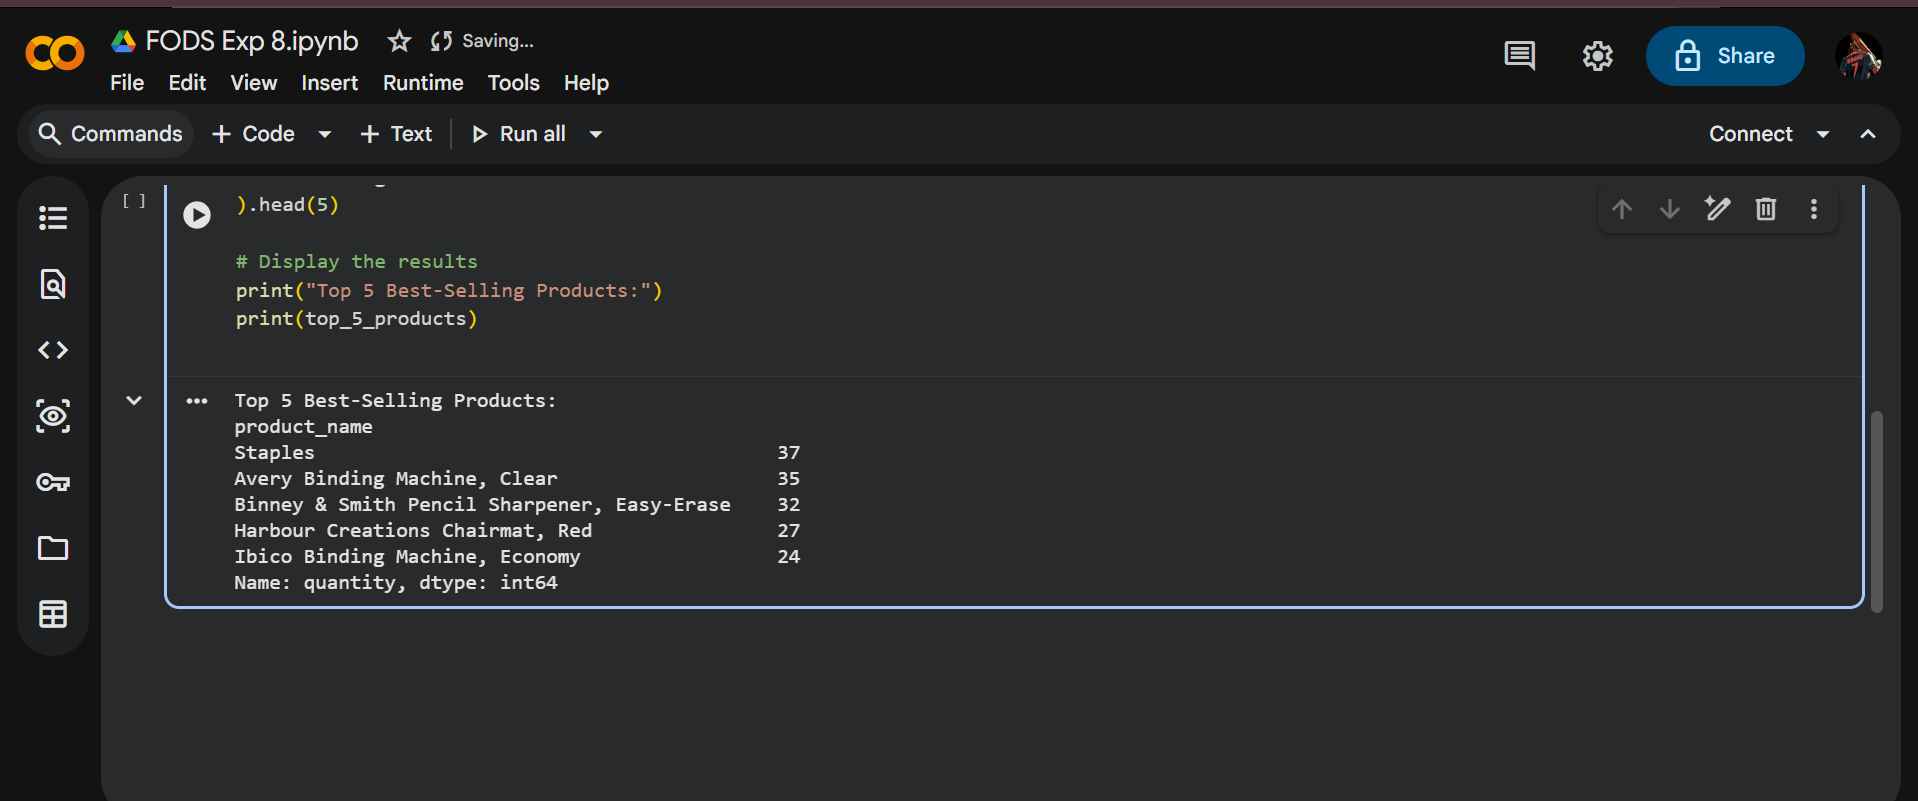 FODS Exp 8.ipynb Saving...
File Edit View Insert Runtime Tools Help
Share
Commands + Code + Text Run all
Connect
[ ]
).head(5)
# Display the results
print("Top 5 Best-Selling Products:")
print(top_5_products)
Top 5 Best-Selling Products:
product_name
Staples 37
Avery Binding Machine, Clear 35
Binney & Smith Pencil Sharpener, Easy-Erase 32
Harbour Creations Chairmat, Red 27
Ibico Binding Machine, Economy 24
Name: quantity, dtype: int64